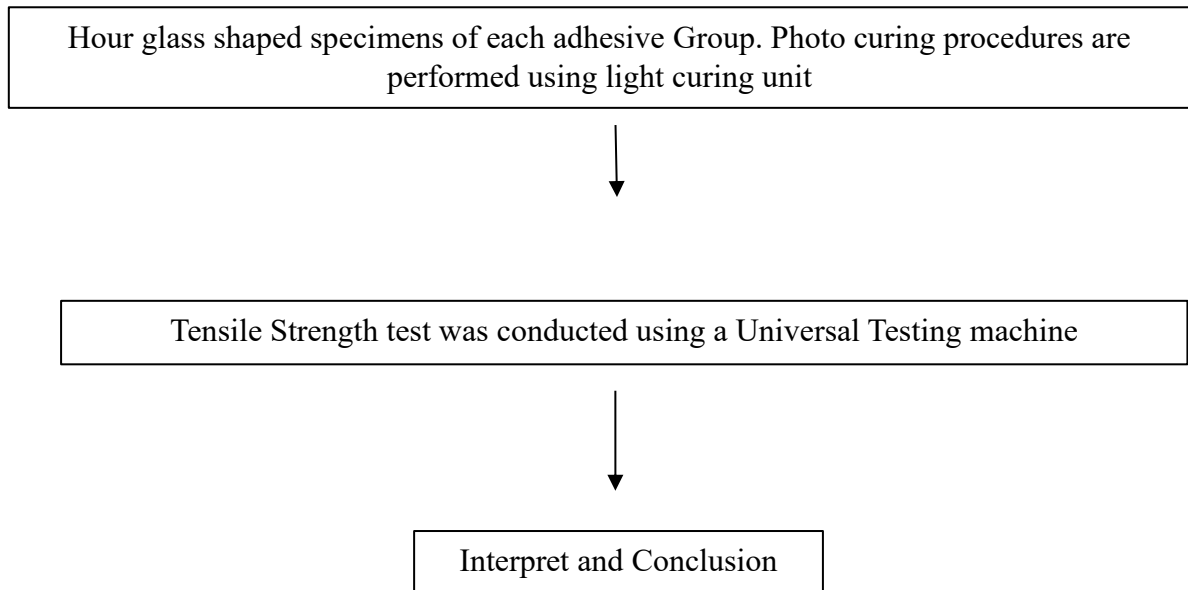 Hour glass shaped specimens of each adhesive Group. Photo curing procedures are
performed using light curing unit
Tensile Strength test was conducted using a Universal Testing machine
Interpret and Conclusion